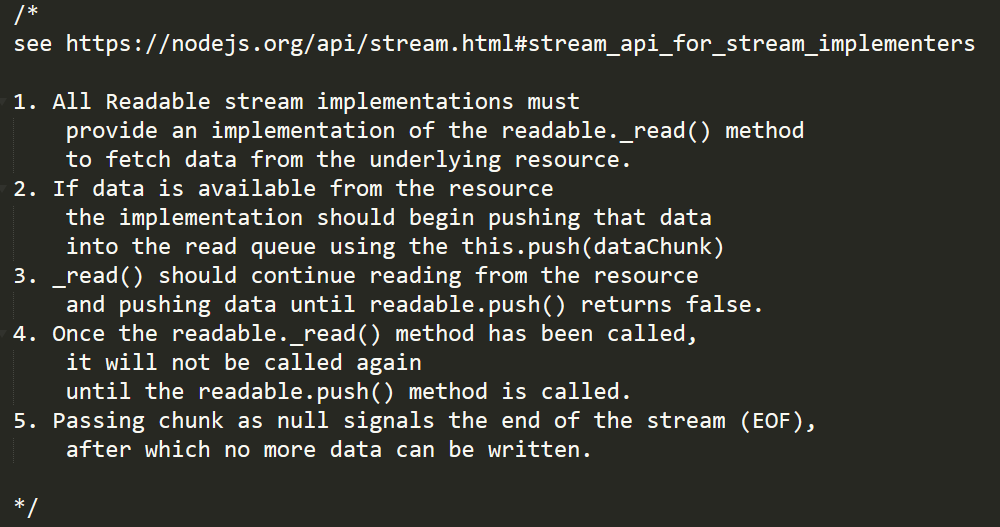 /*
see https://nodejs.org/api/stream.html#stream_api_for_stream_implementers
1. All Readable stream implementations must
provide an implementation of the readable._read() method
to fetch data from the underlying resource.
2. If data is available from the resource
the implementation should begin pushing that data
into the read queue using the this.push(dataChunk)
3. _read() should continue reading from the resource
and pushing data until readable.push() returns false.
4. Once the readable._read() method has been called,
it will not be called again
until the readable.push() method is called.
5. Passing chunk as null signals the end of the stream (EOF),
after which no more data can be written.
*/